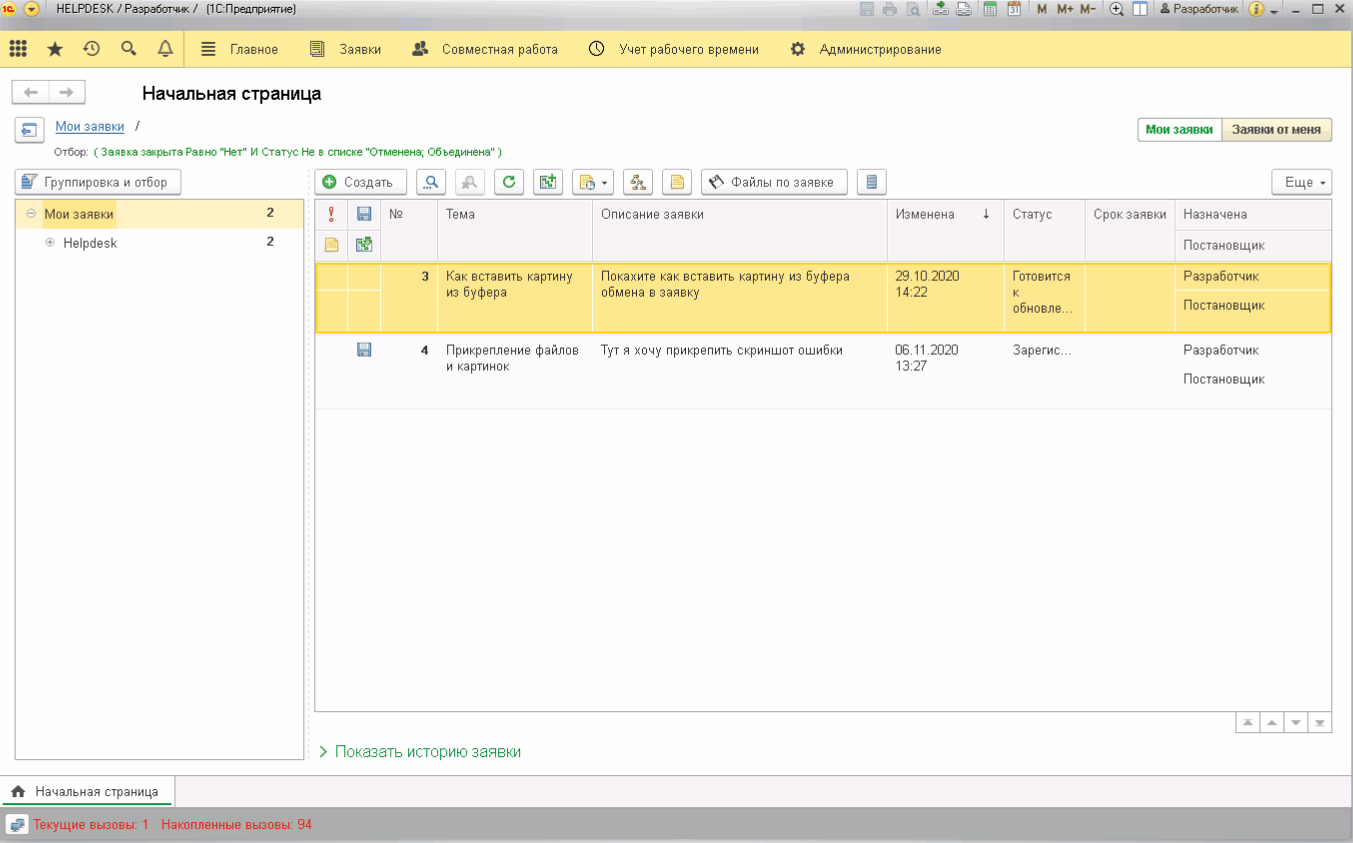 HELPDESK / Разработчик / (1С:Предприятие)
M M+ M- Разработчик
Главное Заявки Совместная работа Учет рабочего времени Администрирование
Начальная страница
Мои заявки /
Мои заявки Заявки от меня
Отбор: ( Заявка закрыта Равно "Нет" И Статус Не в списке "Отменена; Объединена" )
Группировка и отбор
Создать Файлы по заявке Еще
Мои заявки 2
Helpdesk 2
№ Тема Описание заявки Изменена ↓ Статус Срок заявки Назначена
Постановщик
3 Как вставить картину Покахите как вставить картину из буфера 29.10.2020 Готовится Разработчик
из буфера обмена в заявку 14:22 к
обновле... Постановщик
4 Прикрепление файлов Тут я хочу прикрепить скриншот ошибки 06.11.2020 Зарегис... Разработчик
и картинок 13:27
Постановщик
Показать историю заявки
Начальная страница
Текущие вызовы: 1 Накопленные вызовы: 94